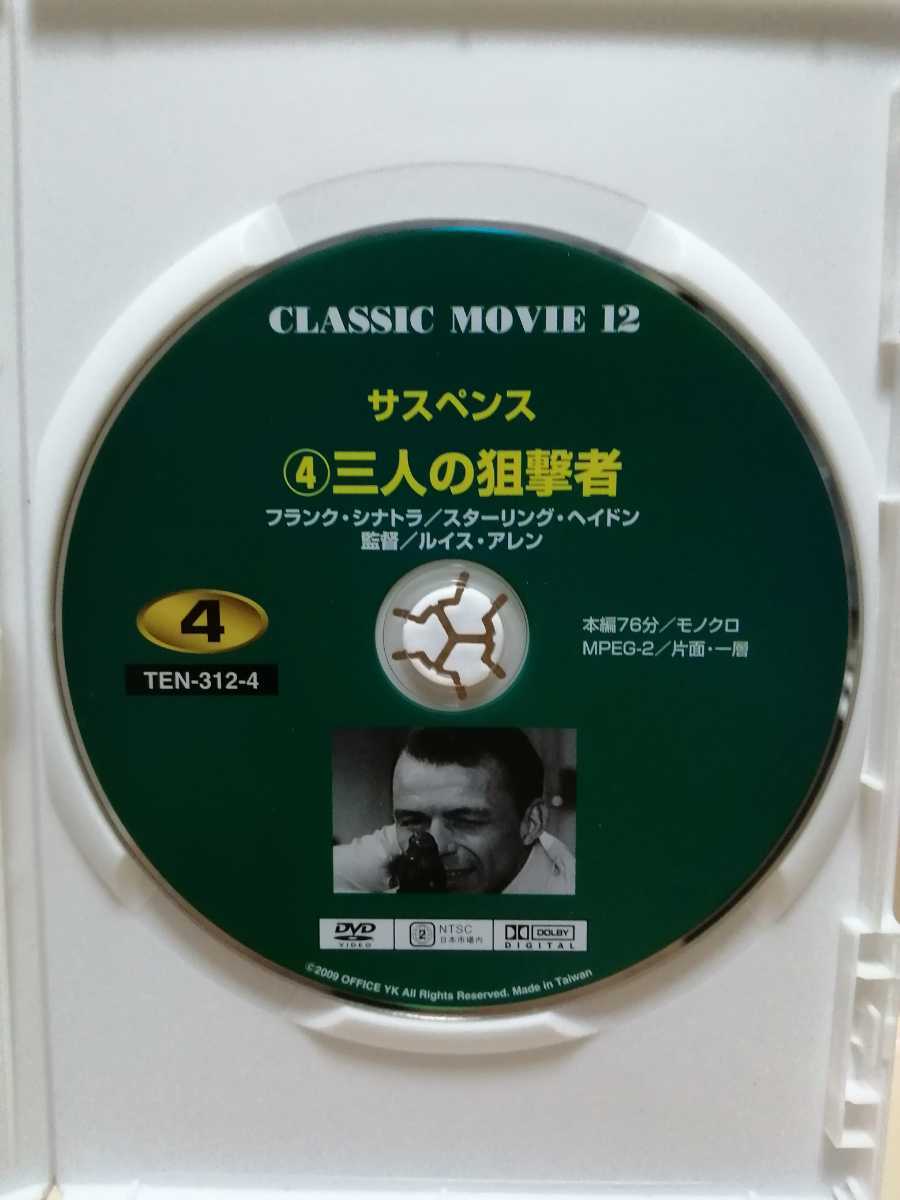 CLASSIC MOVIE 12
サスペンス
④三人の狙撃者
フランク・シナトラ／スターリング・ヘイドン
監督／ルイス・アレン
4
TEN-312-4
本編76分／モノクロ
MPEG-2／片面・一層
DVD
VIDEO
2
NTSC
日本市場内
DOLBY
DIGITAL
©2009 OFFICE YK All Rights Reserved. Made in Taiwan